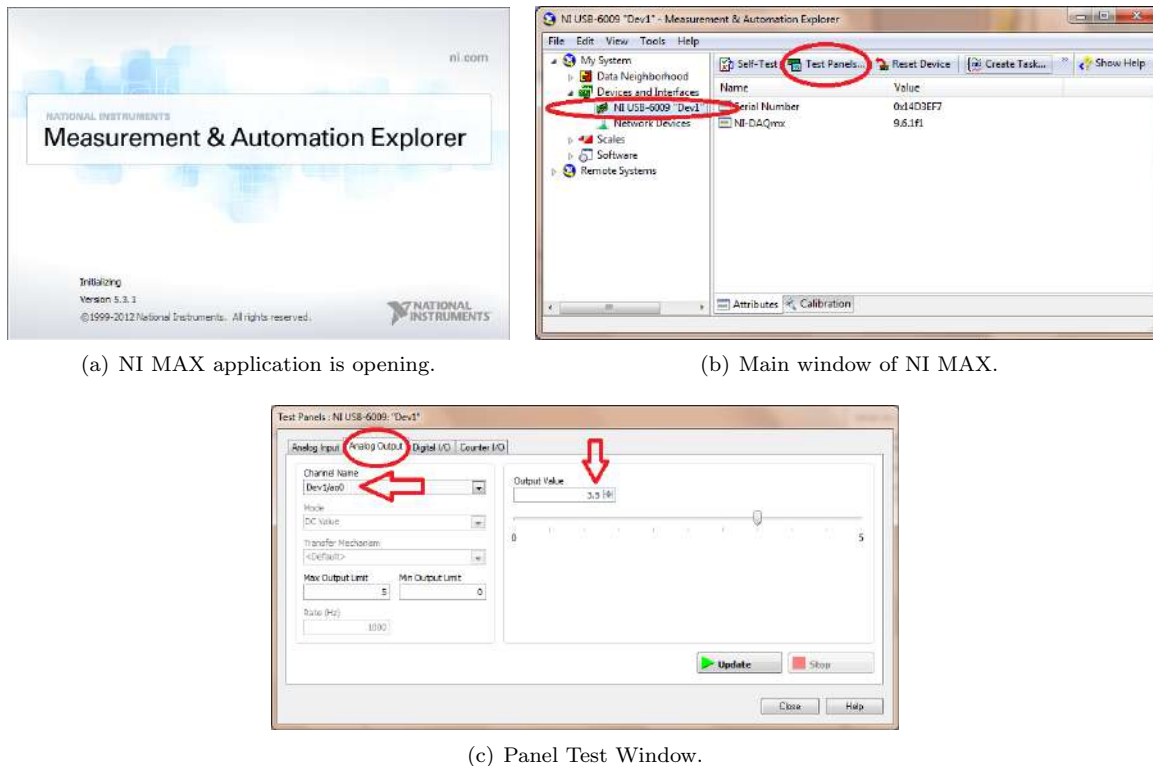 ni.com
NATIONAL INSTRUMENTS
Measurement & Automation Explorer
Initializing
Version 5.3.1
©1999-2012 National Instruments. All rights reserved.
NATIONAL
INSTRUMENTS
(a) NI MAX application is opening.
NI USB-6009 "Dev1" - Measurement & Automation Explorer
File Edit View Tools Help
My System
Data Neighborhood
Devices and Interfaces
NI USB-6009 "Dev1"
Network Devices
Scales
Software
Remote Systems
Self-Test Test Panels... Reset Device Create Task... » Show Help
Name Value
Serial Number 0x14D3EF7
NI-DAQmx 9.6.1f1
Attributes Calibration
(b) Main window of NI MAX.
Test Panels : NI USB-6009: "Dev1"
Analog Input Analog Output Digital I/O Counter I/O
Channel Name
Dev1/ao0
Mode
DC Value
Transfer Mechanism
<Default>
Max Output Limit Min Output Limit
5 0
Rate (Hz)
1000
Output Value
3.5
0 5
Update Stop
Close Help
(c) Panel Test Window.